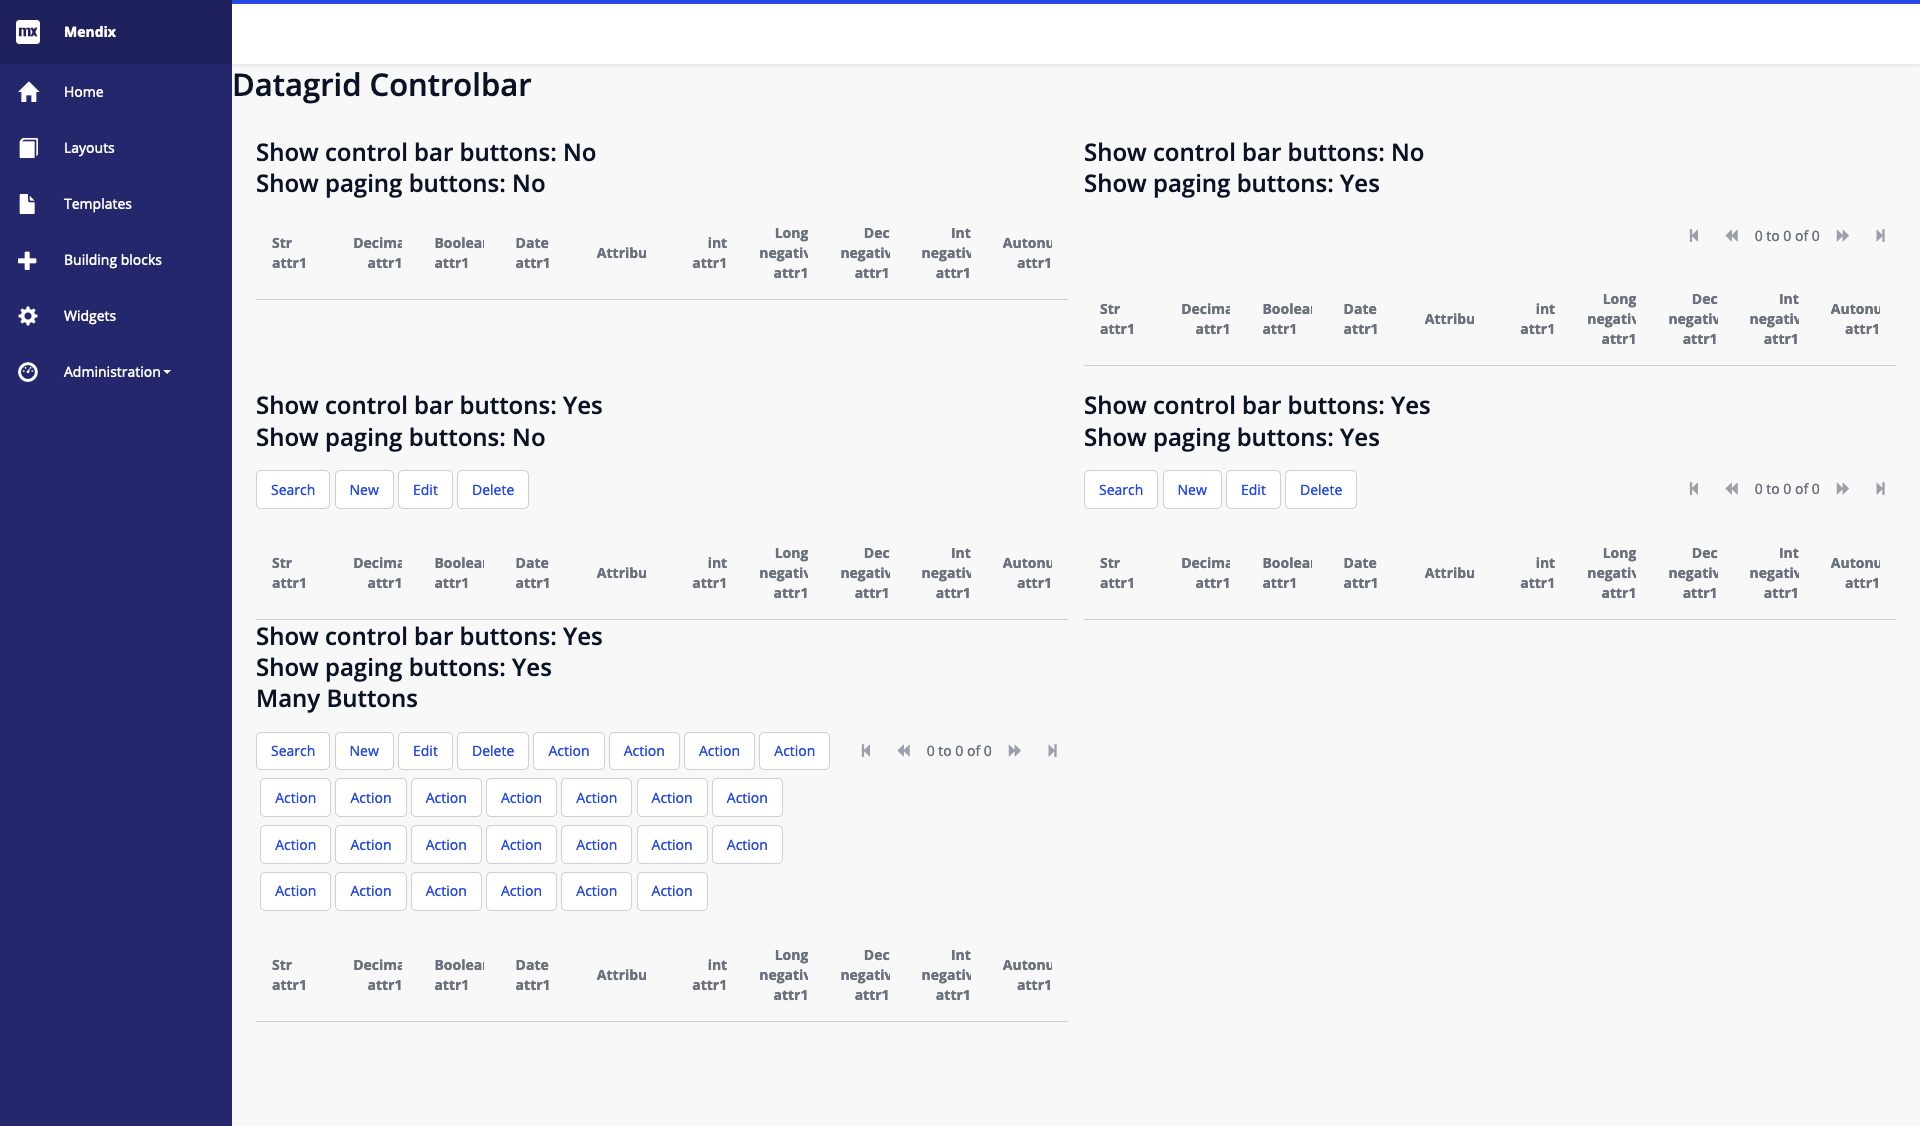 mx Mendix
Home
Layouts
Templates
Building blocks
Widgets
Administration
Datagrid Controlbar
Show control bar buttons: No
Show paging buttons: No
Str attr1 Decima attr1 Boolea attr1 Date attr1 Attribu int attr1 Long negativ attr1 Dec negativ attr1 Int negativ attr1 Autonu attr1
Show control bar buttons: No
Show paging buttons: Yes
0 to 0 of 0
Str attr1 Decima attr1 Boolea attr1 Date attr1 Attribu int attr1 Long negativ attr1 Dec negativ attr1 Int negativ attr1 Autonu attr1
Show control bar buttons: Yes
Show paging buttons: No
Search New Edit Delete
Str attr1 Decima attr1 Boolea attr1 Date attr1 Attribu int attr1 Long negativ attr1 Dec negativ attr1 Int negativ attr1 Autonu attr1
Show control bar buttons: Yes
Show paging buttons: Yes
Search New Edit Delete 0 to 0 of 0
Str attr1 Decima attr1 Boolea attr1 Date attr1 Attribu int attr1 Long negativ attr1 Dec negativ attr1 Int negativ attr1 Autonu attr1
Show control bar buttons: Yes
Show paging buttons: Yes
Many Buttons
Search New Edit Delete Action Action Action Action 0 to 0 of 0
Action Action Action Action Action Action Action
Action Action Action Action Action Action Action
Action Action Action Action Action Action
Str attr1 Decima attr1 Boolea attr1 Date attr1 Attribu int attr1 Long negativ attr1 Dec negativ attr1 Int negativ attr1 Autonu attr1